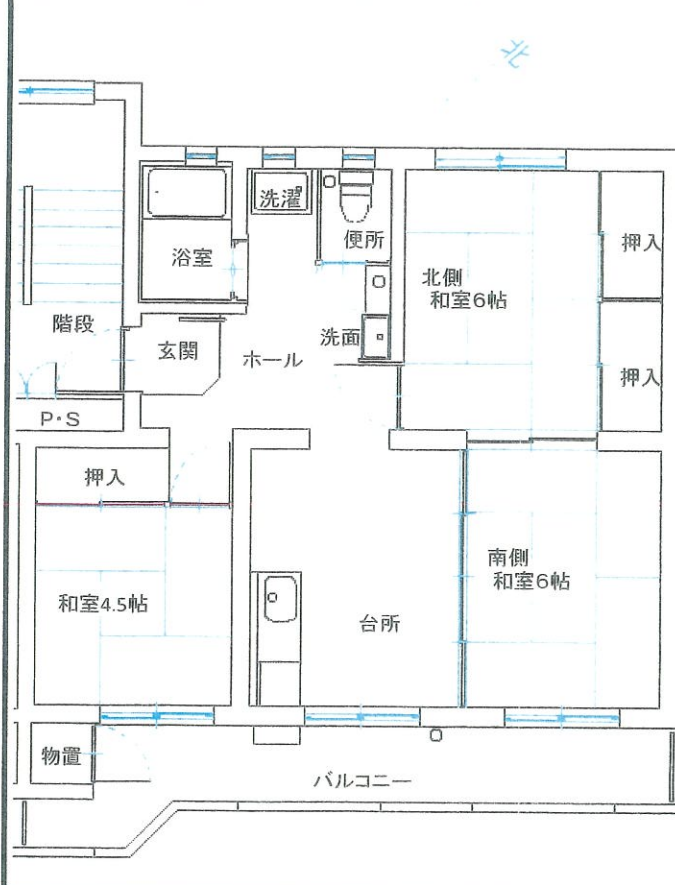 北
洗濯
便所
浴室
押入
北側
和室6帖
階段
玄関
洗面
ホール
押入
P・S
押入
南側
和室6帖
和室4.5帖
台所
物置
バルコニー